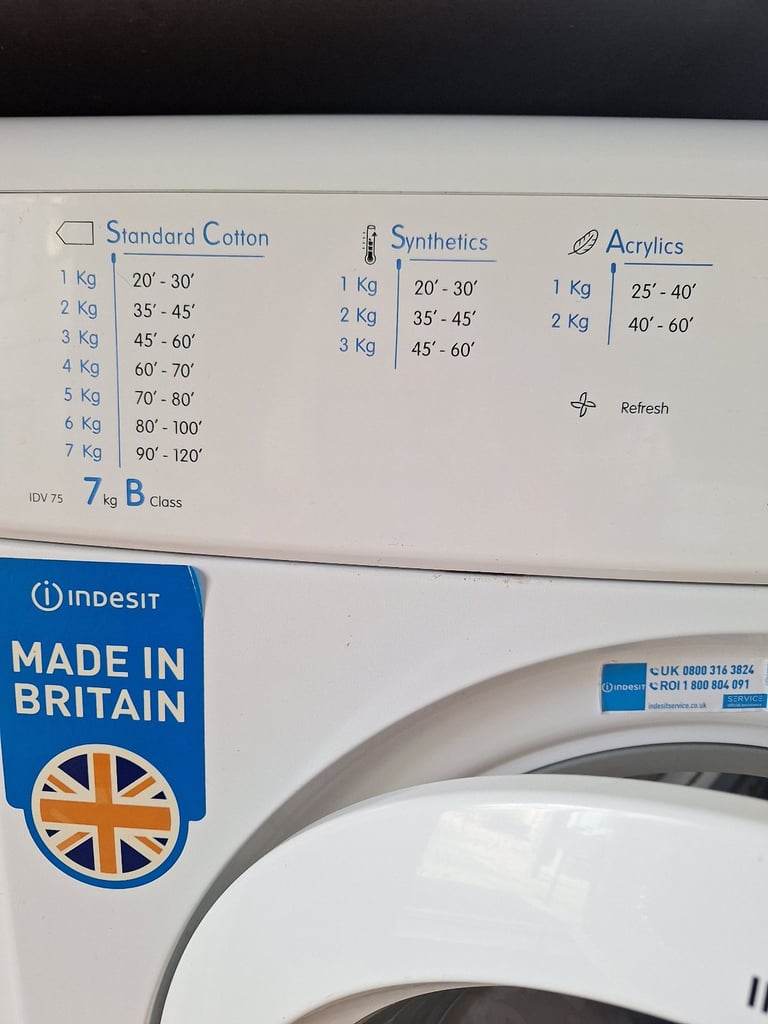 Standard Cotton
1 Kg 20' - 30'
2 Kg 35' - 45'
3 Kg 45' - 60'
4 Kg 60' - 70'
5 Kg 70' - 80'
6 Kg 80' - 100'
7 Kg 90' - 120'
IDV 75 7 kg B Class
Synthetics
1 Kg 20' - 30'
2 Kg 35' - 45'
3 Kg 45' - 60'
Acrylics
1 Kg 25' - 40'
2 Kg 40' - 60'
Refresh
INDESIT
MADE IN
BRITAIN
INDESIT
UK 0800 316 3824
ROI 1 800 804 091
indesitservice.co.uk
SERVICE